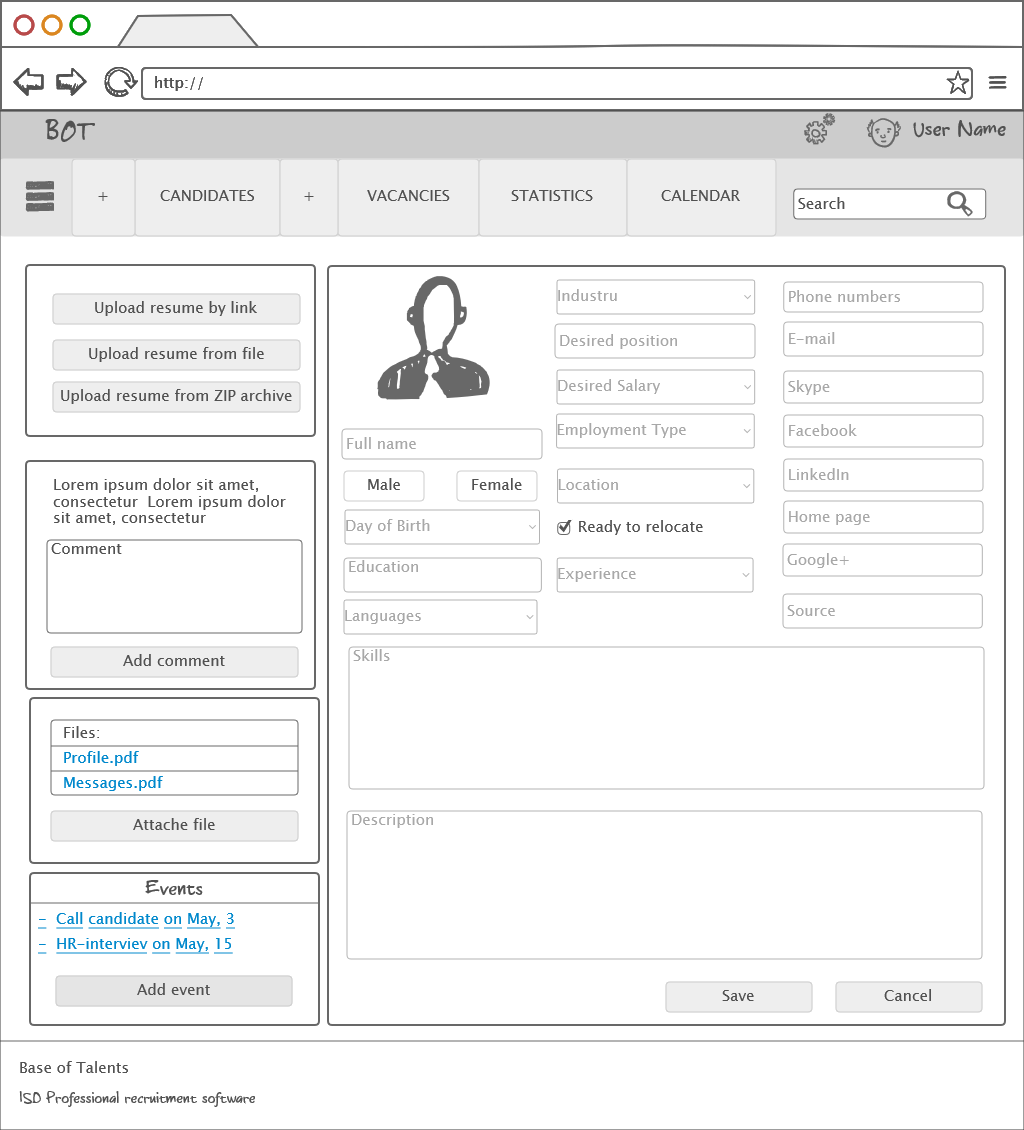 http://
BOT
User Name
+
CANDIDATES
+
VACANCIES
STATISTICS
CALENDAR
Search
Upload resume by link
Upload resume from file
Upload resume from ZIP archive
Lorem ipsum dolor sit amet,
consectetur  Lorem ipsum dolor
sit amet, consectetur
Comment
Add comment
Files:
Profile.pdf
Messages.pdf
Attache file
Events
- Call candidate on May, 3
- HR-interviev on May, 15
Add event
Full name
Male
Female
Day of Birth
Education
Languages
Industru
Desired position
Desired Salary
Employment Type
Location
Ready to relocate
Experience
Phone numbers
E-mail
Skype
Facebook
LinkedIn
Home page
Google+
Source
Skills
Description
Save
Cancel
Base of Talents
ISD Professional recruitment software